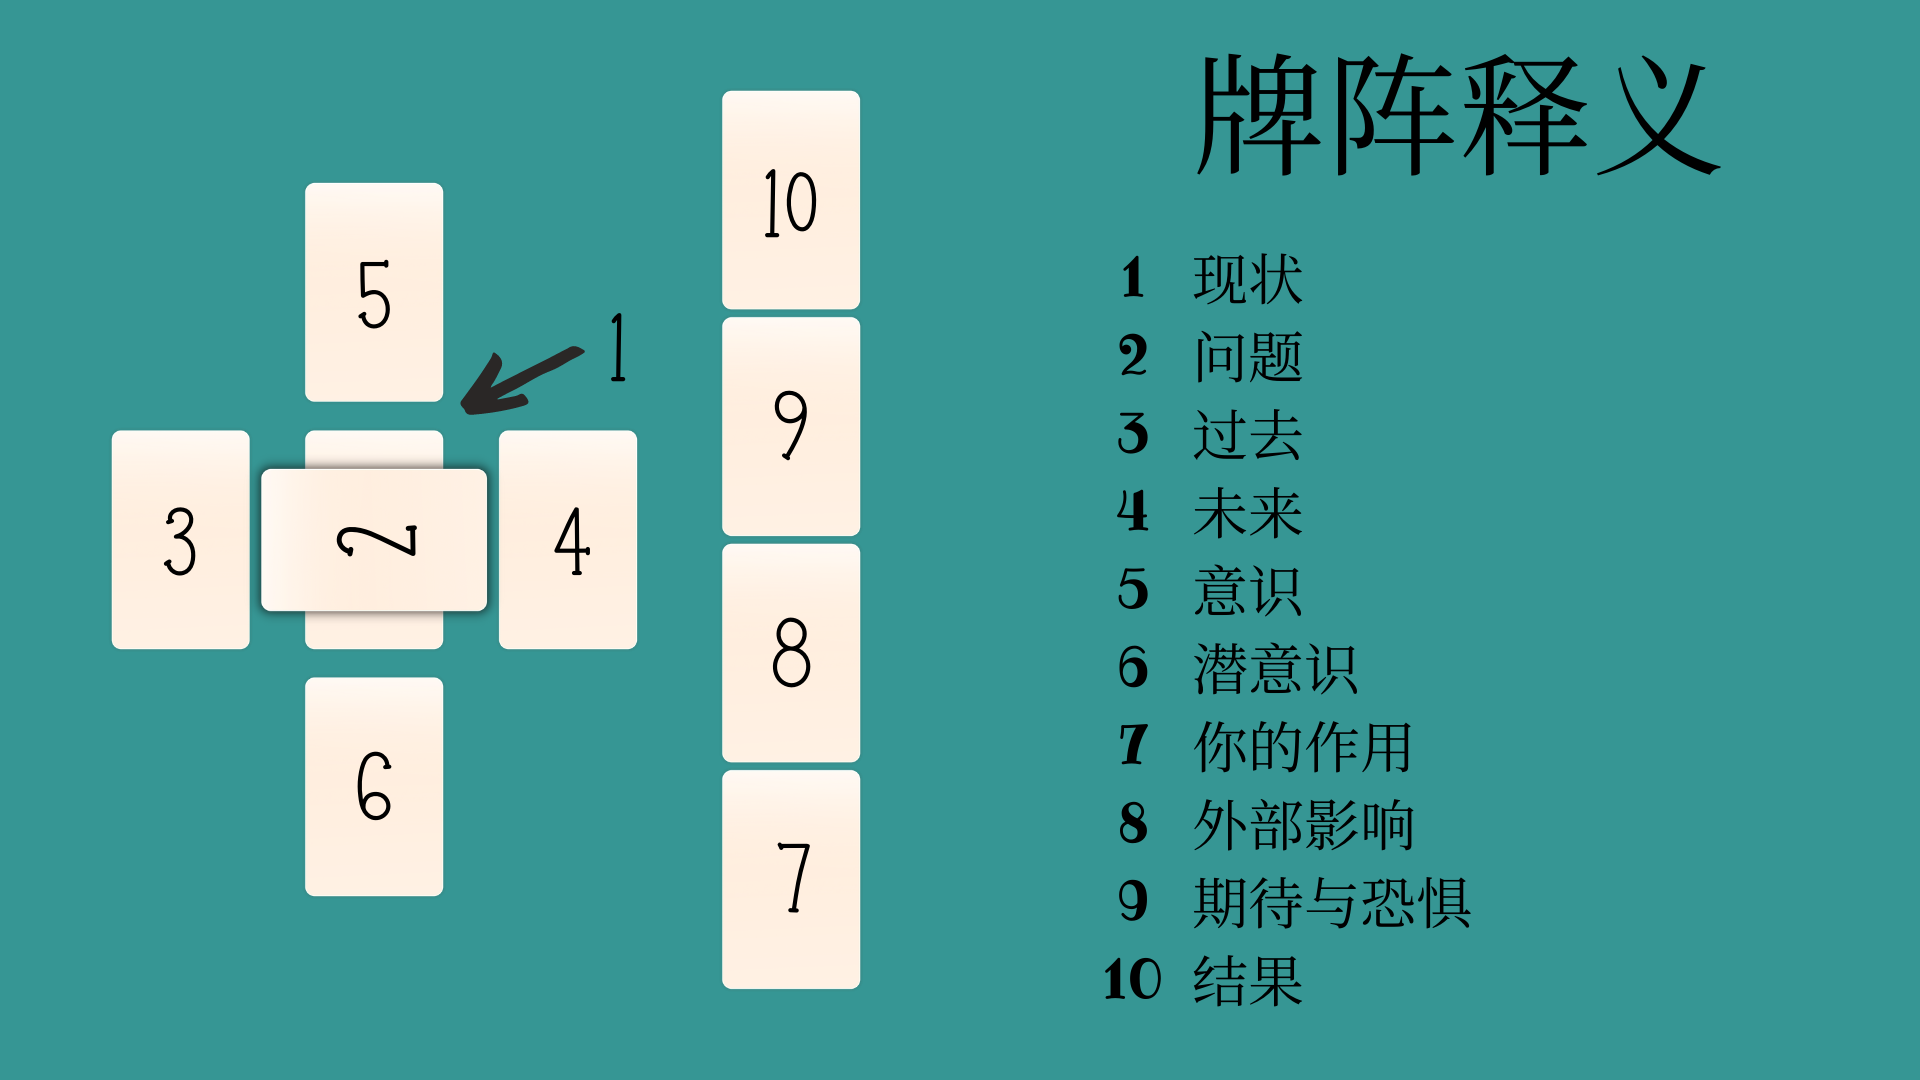 牌阵释义
10
5
1
9
3
2
4
8
6
7
1 现状
2 问题
3 过去
4 未来
5 意识
6 潜意识
7 你的作用
8 外部影响
9 期待与恐惧
10 结果